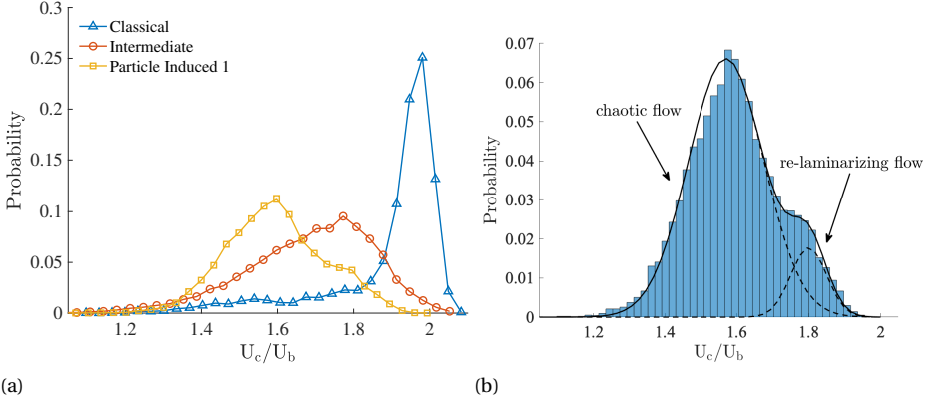 0.3
0.25
0.2
0.15
0.1
0.05
0
Probability
Classical
Intermediate
Particle Induced 1
1.2
1.4
1.6
1.8
2
U_c/U_b
(a)
0.07
0.06
0.05
0.04
0.03
0.02
0.01
0
Probability
chaotic flow
re-laminarizing flow
1.2
1.4
1.6
1.8
2
U_c/U_b
(b)